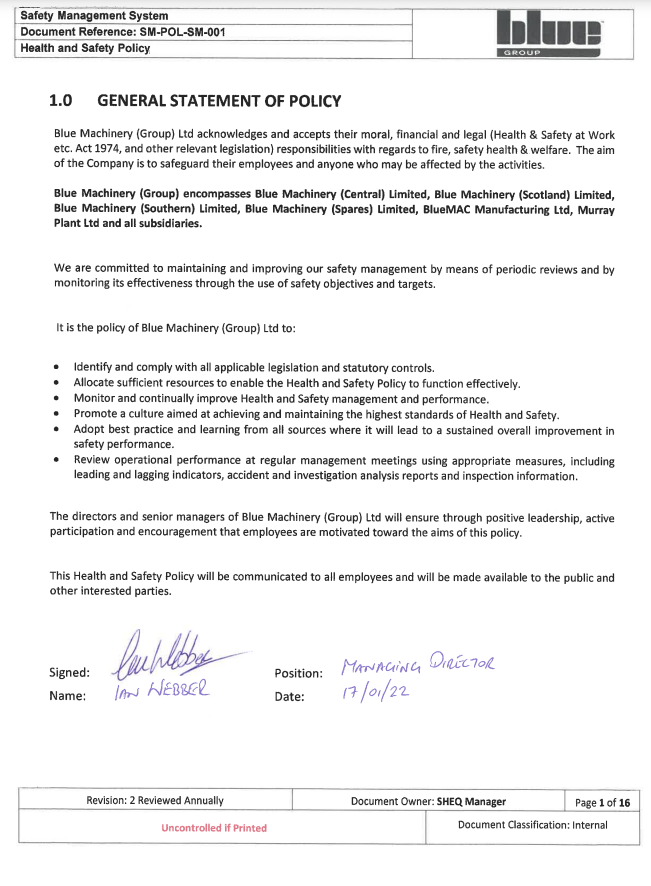 Safety Management System
Document Reference: SM-POL-SM-001
Health and Safety Policy
blue
GROUP
1.0 GENERAL STATEMENT OF POLICY
Blue Machinery (Group) Ltd acknowledges and accepts their moral, financial and legal (Health & Safety at Work
etc. Act 1974, and other relevant legislation) responsibilities with regards to fire, safety health & welfare. The aim
of the Company is to safeguard their employees and anyone who may be affected by the activities.
Blue Machinery (Group) encompasses Blue Machinery (Central) Limited, Blue Machinery (Scotland) Limited,
Blue Machinery (Southern) Limited, Blue Machinery (Spares) Limited, BlueMAC Manufacturing Ltd, Murray
Plant Ltd and all subsidiaries.
We are committed to maintaining and improving our safety management by means of periodic reviews and by
monitoring its effectiveness through the use of safety objectives and targets.
It is the policy of Blue Machinery (Group) Ltd to:
• Identify and comply with all applicable legislation and statutory controls.
• Allocate sufficient resources to enable the Health and Safety Policy to function effectively.
• Monitor and continually improve Health and Safety management and performance.
• Promote a culture aimed at achieving and maintaining the highest standards of Health and Safety.
• Adopt best practice and learning from all sources where it will lead to a sustained overall improvement in
safety performance.
• Review operational performance at regular management meetings using appropriate measures, including
leading and lagging indicators, accident and investigation analysis reports and inspection information.
The directors and senior managers of Blue Machinery (Group) Ltd will ensure through positive leadership, active
participation and encouragement that employees are motivated toward the aims of this policy.
This Health and Safety Policy will be communicated to all employees and will be made available to the public and
other interested parties.
Signed: Position: MANAGING DIRECTOR
Name: IAN WEBBER Date: 17/01/22
Revision: 2 Reviewed Annually Document Owner: SHEQ Manager Page 1 of 16
Uncontrolled if Printed Document Classification: Internal